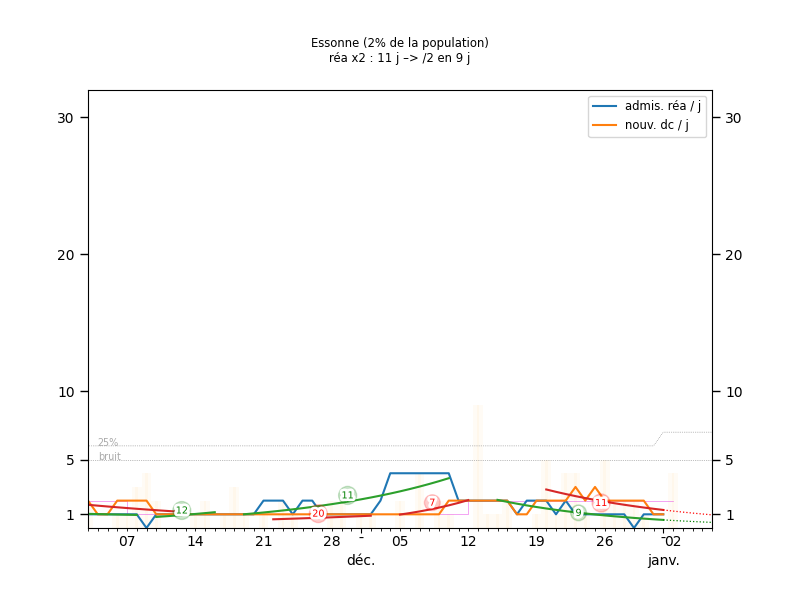 Essonne (2% de la population)
réa x2 : 11 j –> /2 en 9 j
admis. réa / j
nouv. dc / j
30 30
20 20
10 10
25%
bruit
5 5
11
7
11
12
20
9
1 1
07 14 21 28 - 05 12 19 26 02
déc. janv.